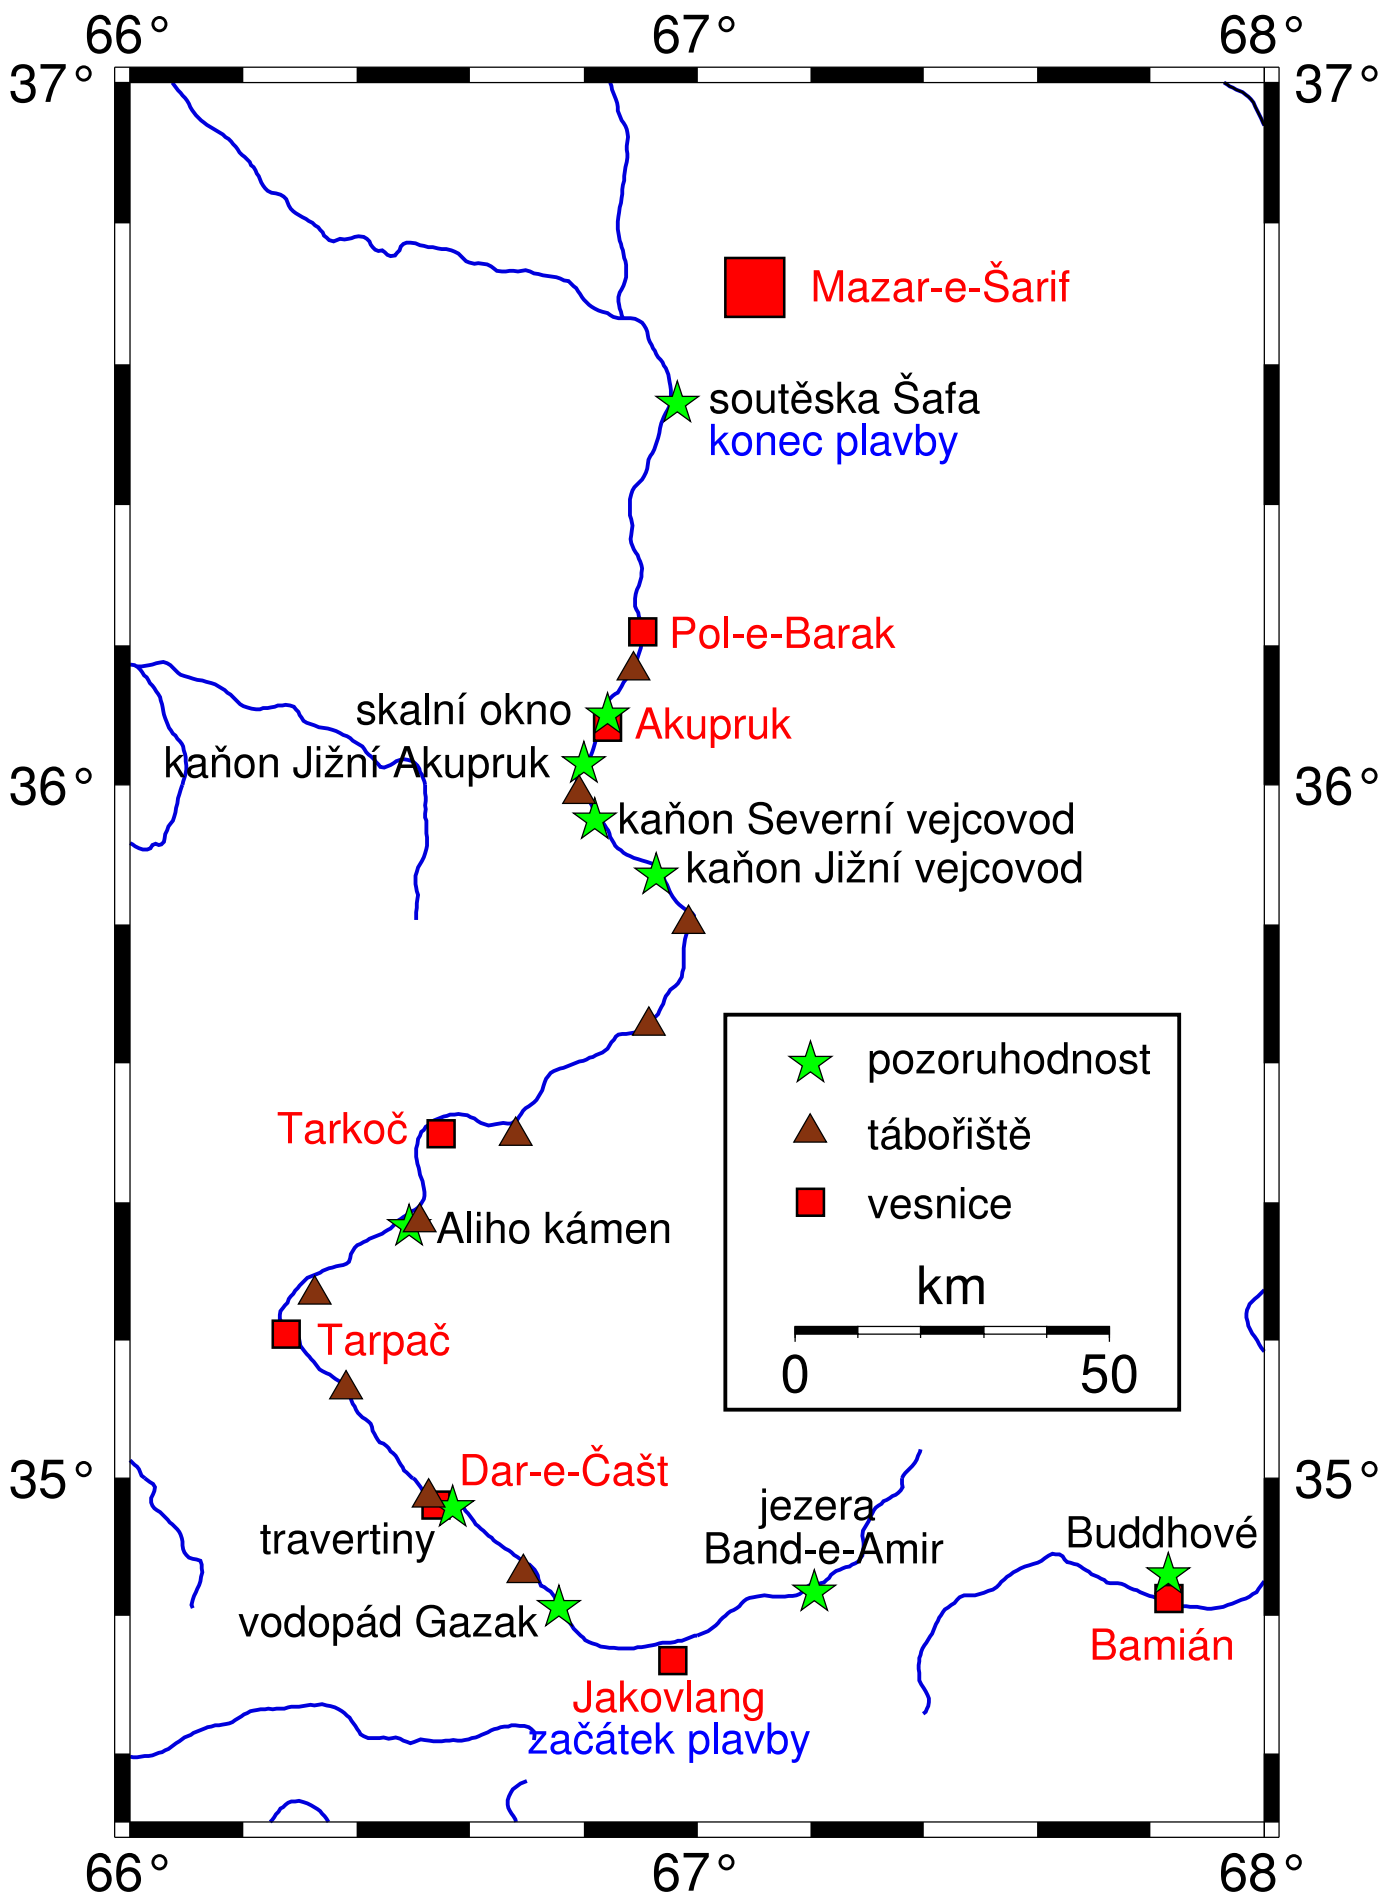 66° 67° 68°
37° 37°
Mazar-e-Šarif
soutěska Šafa
konec plavby
Pol-e-Barak
skalní okno
Akupruk
kaňon Jižní Akupruk
36° 36°
kaňon Severní vejcovod
kaňon Jižní vejcovod
pozoruhodnost
Tarkoč
tábořiště
vesnice
Aliho kámen
km
Tarpač
0 50
Dar-e-Čašt
35° 35°
jezera
Band-e-Amir
travertiny
Buddhové
vodopád Gazak
Bamián
Jakovlang
začátek plavby
66° 67° 68°